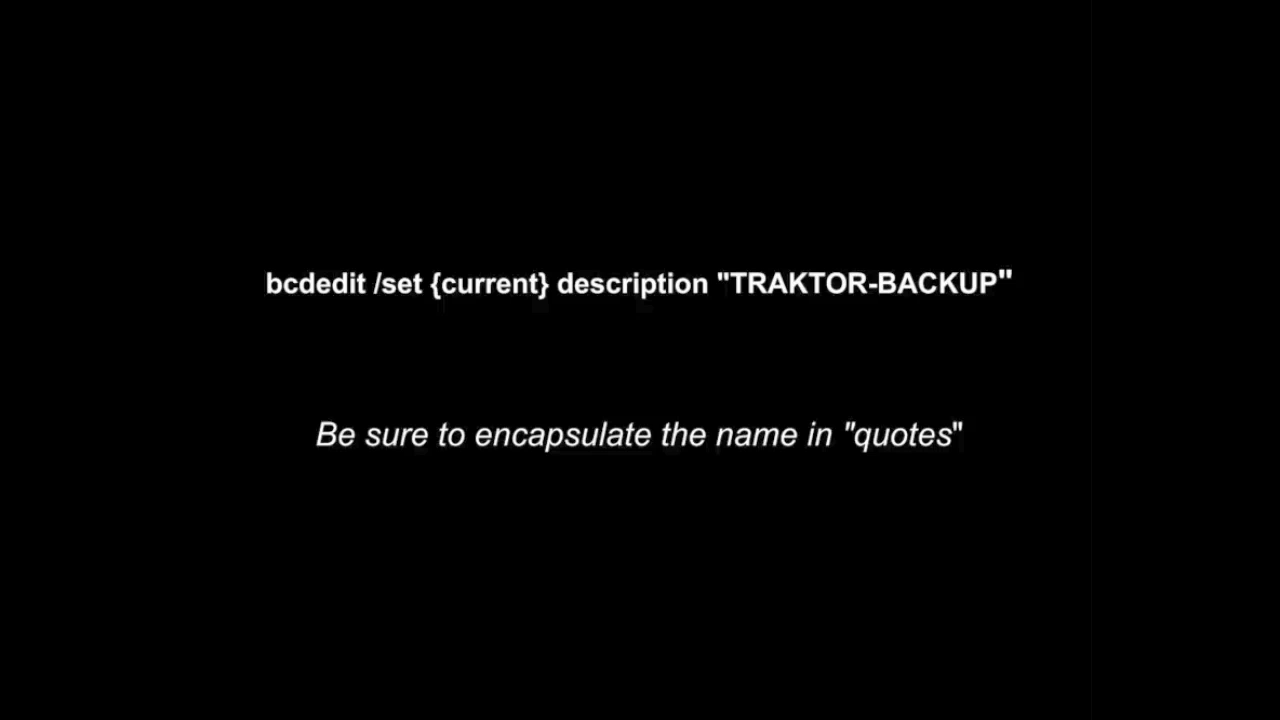 bcdedit /set {current} description "TRAKTOR-BACKUP"
Be sure to encapsulate the name in "quotes"